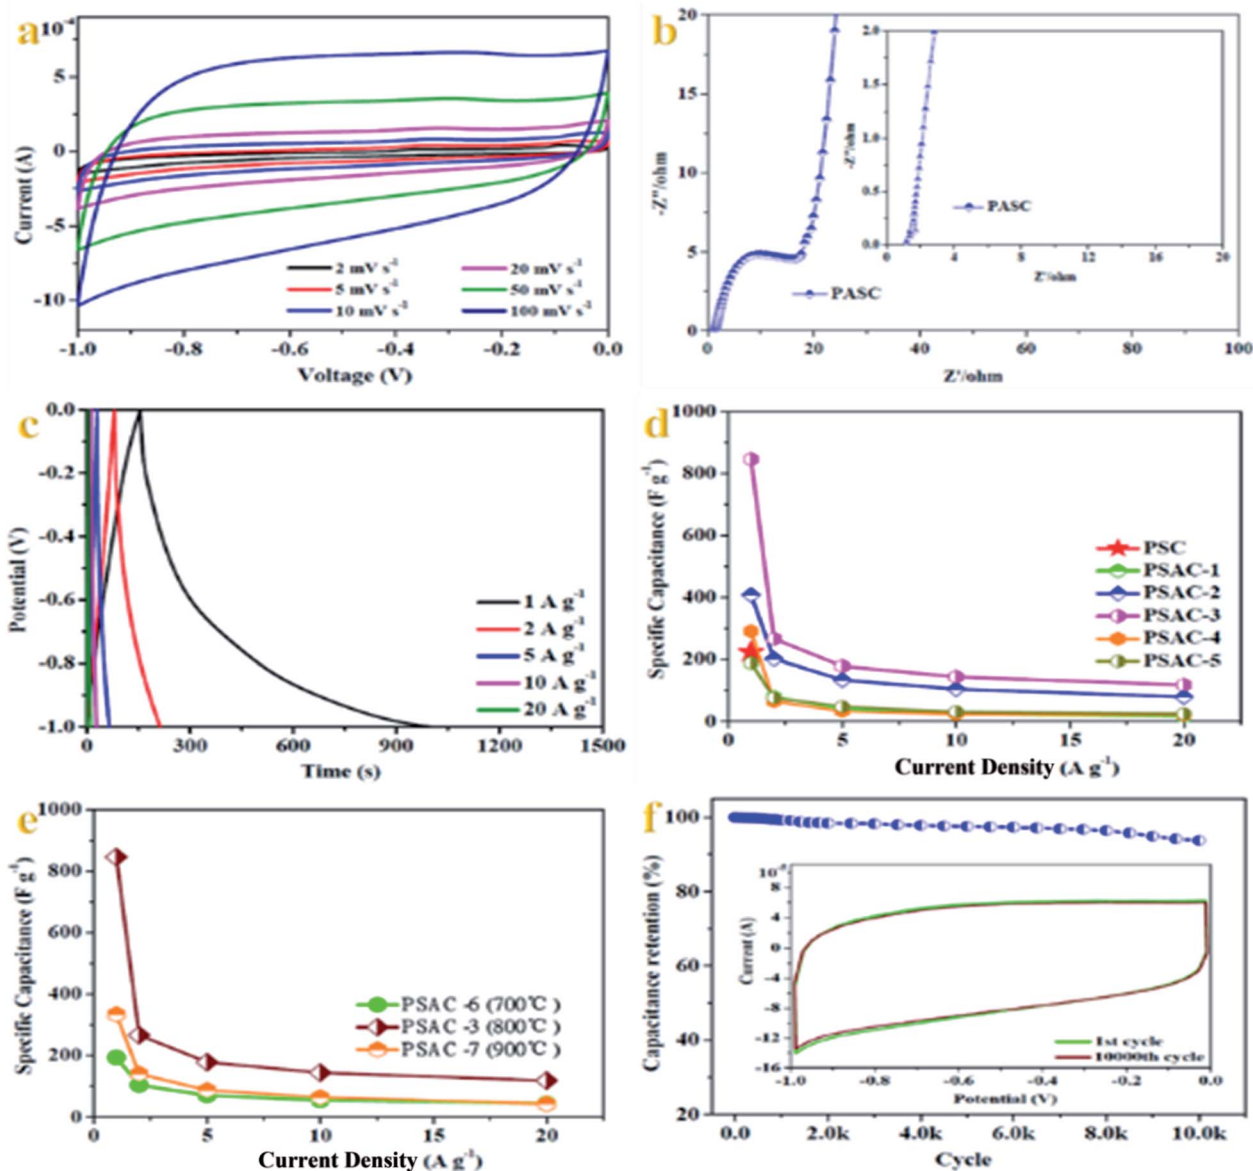 a
10⁻⁴
5
0
-5
-10
Current (A)
2 mV s⁻¹
5 mV s⁻¹
10 mV s⁻¹
20 mV s⁻¹
50 mV s⁻¹
100 mV s⁻¹
-1.0 -0.8 -0.6 -0.4 -0.2 0.0
Voltage (V)
b
20
15
10
5
0
-Z''/ohm
2.0
1.5
1.0
0.5
0.0
-Z''/ohm
PASC
0 4 8 12 16 20
Z'/ohm
PASC
0 20 40 60 80 100
Z'/ohm
c
0.0
-0.2
-0.4
-0.6
-0.8
-1.0
Potential (V)
1 A g⁻¹
2 A g⁻¹
5 A g⁻¹
10 A g⁻¹
20 A g⁻¹
0 300 600 900 1200 1500
Time (s)
d
1000
800
600
400
200
0
Specific Capacitance (F g⁻¹)
PSC
PSAC-1
PSAC-2
PSAC-3
PSAC-4
PSAC-5
0 5 10 15 20
Current Density (A g⁻¹)
e
1000
800
600
400
200
0
Specific Capacitance (F g⁻¹)
PSAC -6 (700℃)
PSAC -3 (800℃)
PSAC -7 (900℃)
0 5 10 15 20
Current Density (A g⁻¹)
f
100
80
60
40
20
Capacitance retention (%)
8
4
0
-4
-8
-12
-16
Current (A)
1st cycle
10000th cycle
-1.0 -0.8 -0.6 -0.4 -0.2 0.0
Potential (V)
0.0 2.0k 4.0k 6.0k 8.0k 10.0k
Cycle